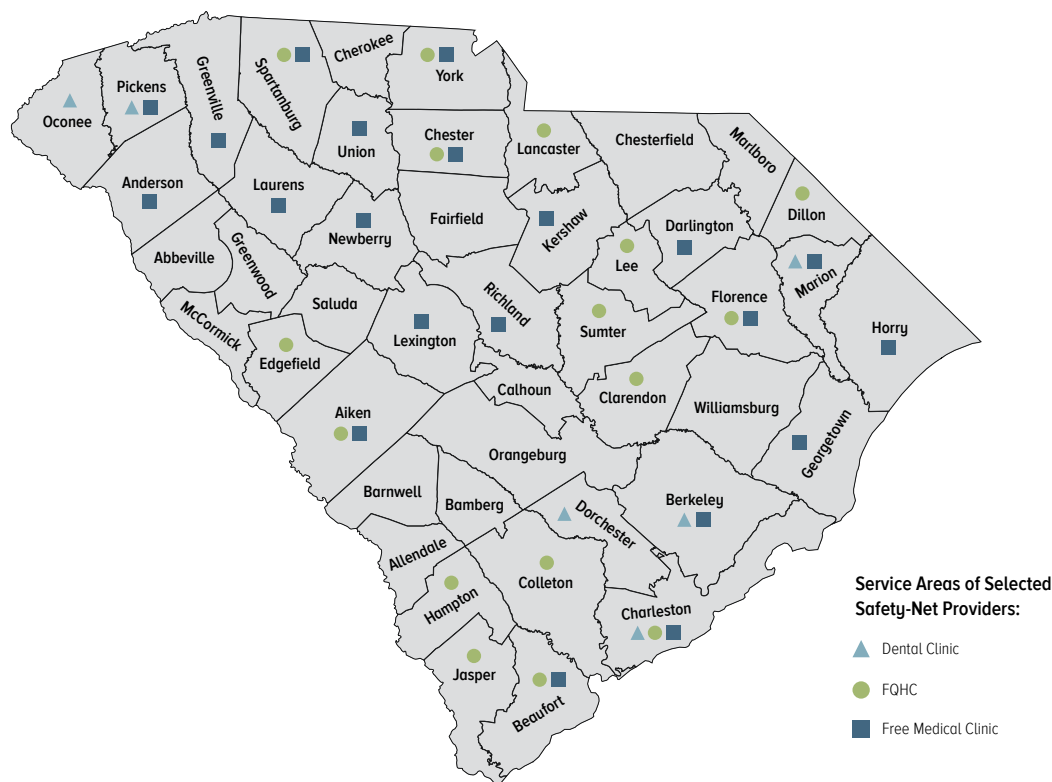 Cherokee
York
Pickens
Greenville
Spartanburg
Oconee
Chester
Lancaster
Chesterfield
Marlboro
Union
Anderson
Laurens
Dillon
Fairfield
Kershaw
Darlington
Newberry
Abbeville
Greenwood
Lee
Marion
Saluda
Richland
Florence
McCormick
Lexington
Sumter
Horry
Edgefield
Calhoun
Clarendon
Williamsburg
Aiken
Georgetown
Orangeburg
Barnwell
Bamberg
Berkeley
Dorchester
Allendale
Colleton
Hampton
Charleston
Jasper
Beaufort
Service Areas of Selected
Safety-Net Providers:
Dental Clinic
FQHC
Free Medical Clinic